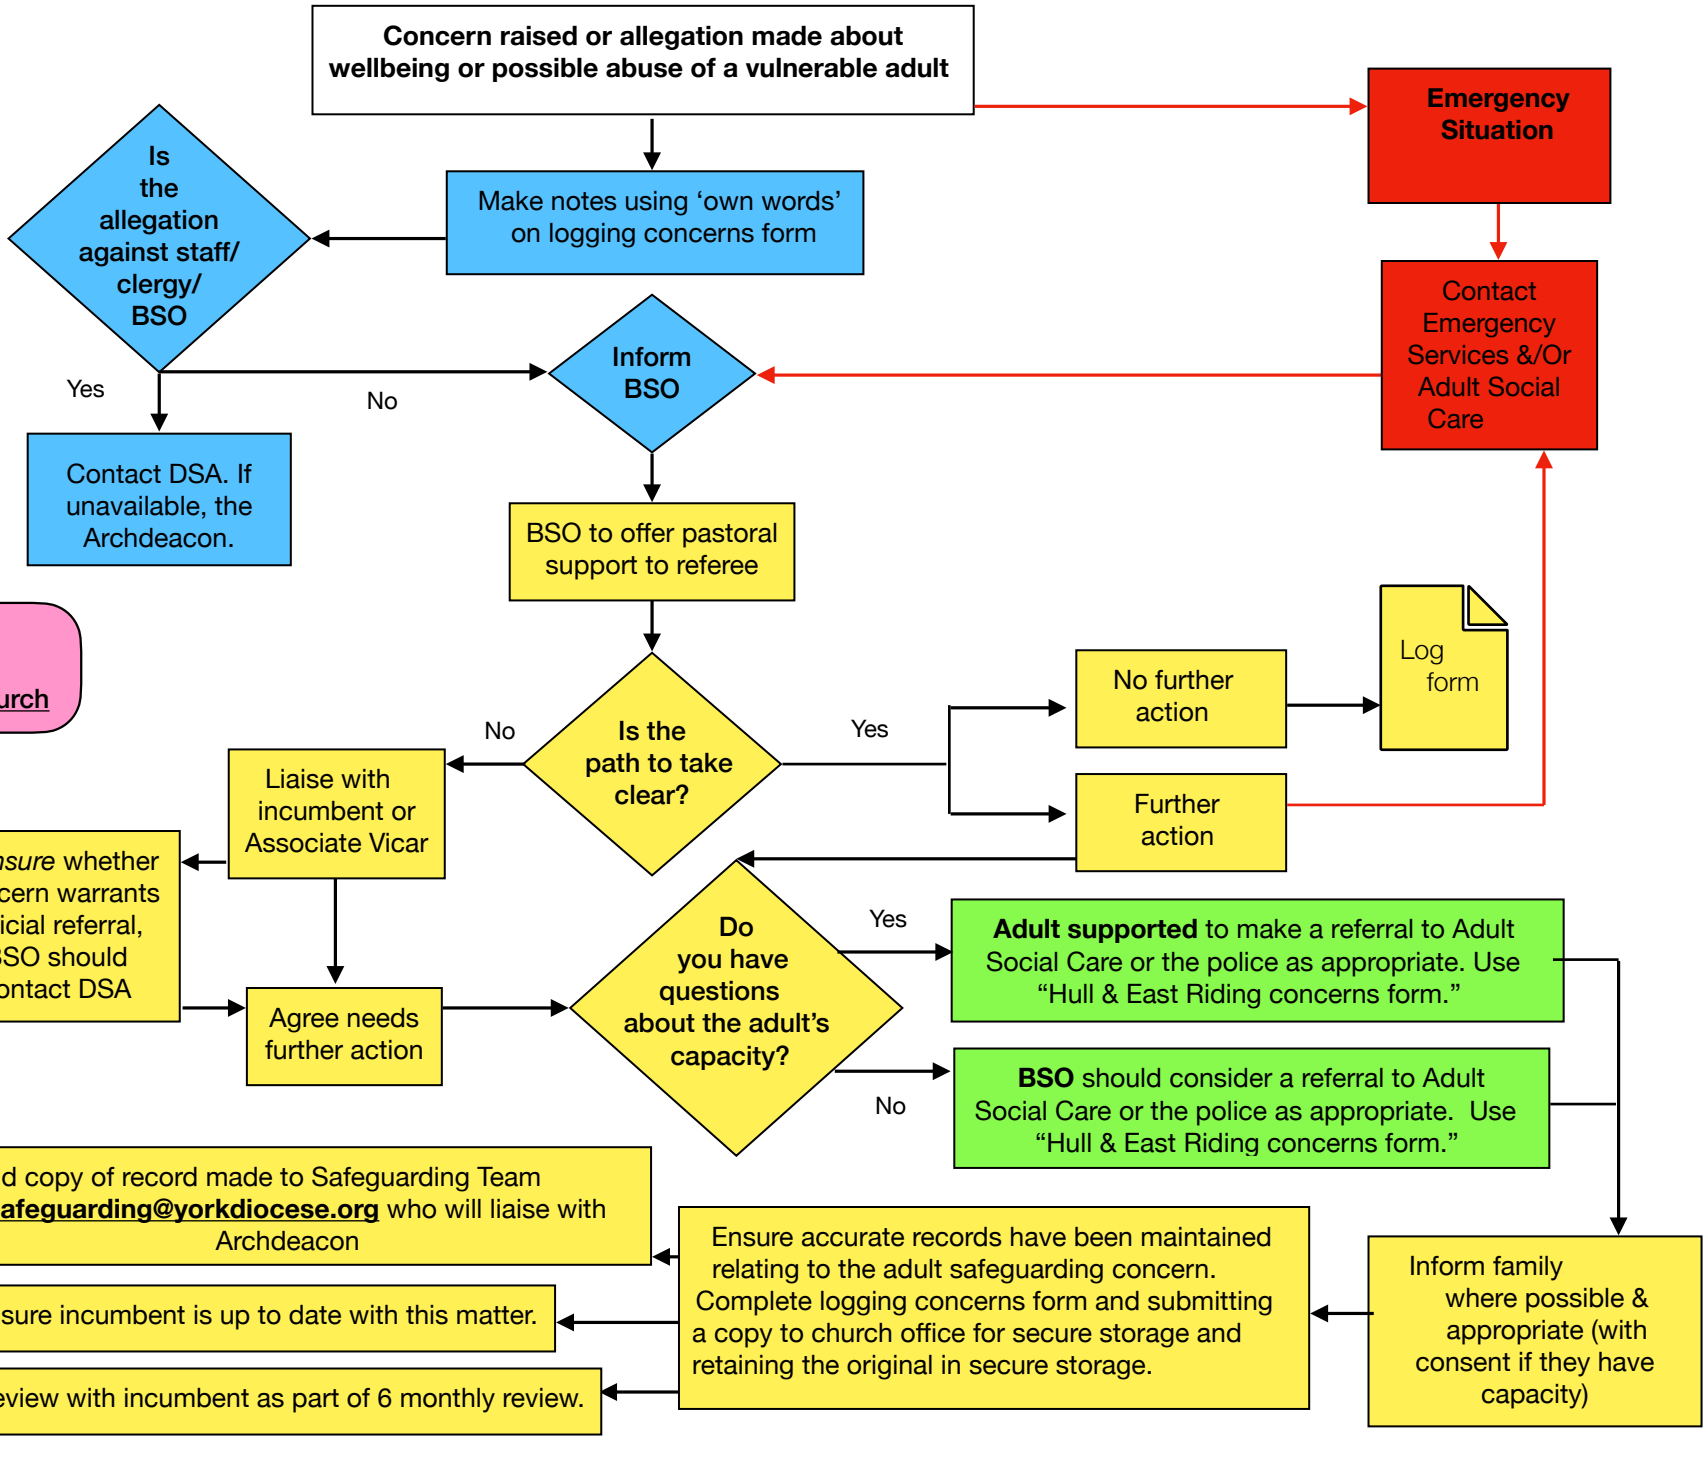 Concern raised or allegation made about
wellbeing or possible abuse of a vulnerable adult
Emergency
Situation
Is
the
allegation
against staff/
clergy/
BSO
Make notes using ‘own words’
on logging concerns form
Contact
Emergency
Services &/Or
Adult Social
Care
Inform
BSO
Yes
No
Contact DSA. If
unavailable, the
Archdeacon.
BSO to offer pastoral
support to referee
urch
Is the
path to take
clear?
No
Yes
No further
action
Log
form
Further
action
Liaise with
incumbent or
Associate Vicar
nsure whether
cern warrants
icial referral,
BSO should
ontact DSA
Agree needs
further action
Do
you have
questions
about the adult's
capacity?
Yes
No
Adult supported to make a referral to Adult
Social Care or the police as appropriate. Use
“Hull & East Riding concerns form.”
BSO should consider a referral to Adult
Social Care or the police as appropriate.  Use
“Hull & East Riding concerns form.”
Inform family
where possible &
appropriate (with
consent if they have
capacity)
Ensure accurate records have been maintained
relating to the adult safeguarding concern.
Complete logging concerns form and submitting
a copy to church office for secure storage and
retaining the original in secure storage.
d copy of record made to Safeguarding Team
afeguarding@yorkdiocese.org who will liaise with
Archdeacon
sure incumbent is up to date with this matter.
eview with incumbent as part of 6 monthly review.